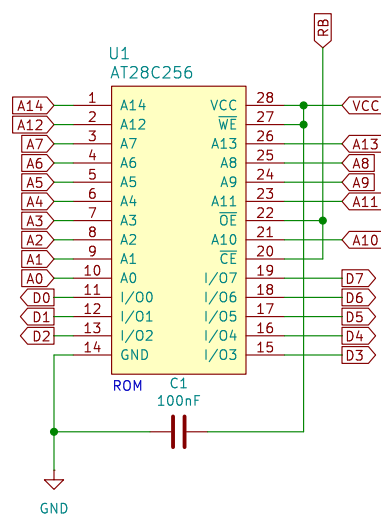 RB
U1
AT28C256
A14 1 A14 VCC 28 VCC
A12 2 A12 WE 27
A7 3 A7 A13 26 A13
A6 4 A6 A8 25 A8
A5 5 A5 A9 24 A9
A4 6 A4 A11 23 A11
A3 7 A3 OE 22
A2 8 A2 A10 21 A10
A1 9 A1 CE 20
A0 10 A0 I/O7 19 D7
D0 11 I/O0 I/O6 18 D6
D1 12 I/O1 I/O5 17 D5
D2 13 I/O2 I/O4 16 D4
14 GND I/O3 15 D3
ROM
C1
100nF
GND